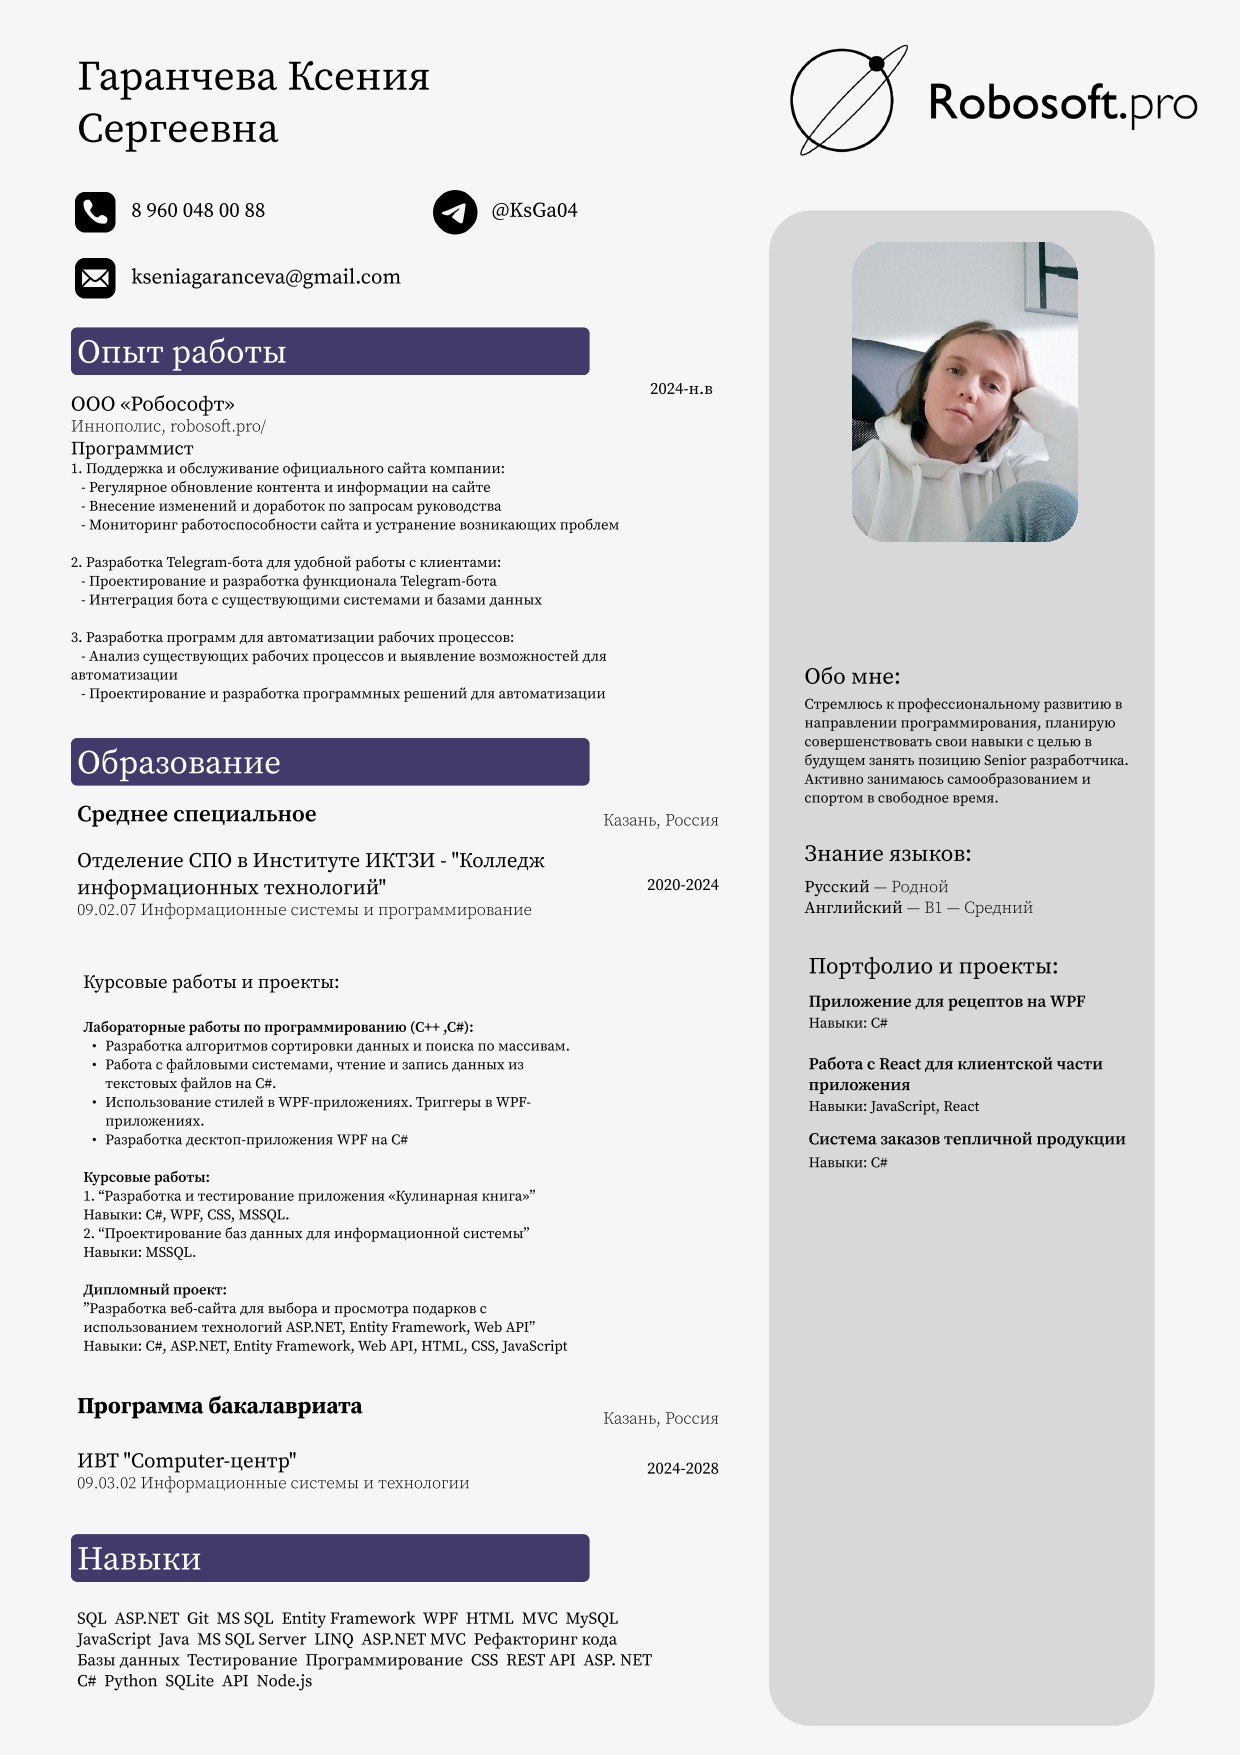 Гаранчева Ксения
Сергеевна
Robosoft.pro
8 960 048 00 88
@KsGa04
kseniagaranceva@gmail.com
Опыт работы
2024-н.в
ООО «Робософт»
Иннополис, robosoft.pro/
Программист
1. Поддержка и обслуживание официального сайта компании:
- Регулярное обновление контента и информации на сайте
- Внесение изменений и доработок по запросам руководства
- Мониторинг работоспособности сайта и устранение возникающих проблем
2. Разработка Telegram-бота для удобной работы с клиентами:
- Проектирование и разработка функционала Telegram-бота
- Интеграция бота с существующими системами и базами данных
3. Разработка программ для автоматизации рабочих процессов:
- Анализ существующих рабочих процессов и выявление возможностей для
автоматизации
- Проектирование и разработка программных решений для автоматизации
Образование
Среднее специальное
Казань, Россия
Отделение СПО в Институте ИКТЗИ - "Колледж
информационных технологий"
2020-2024
09.02.07 Информационные системы и программирование
Курсовые работы и проекты:
Лабораторные работы по программированию (C++ ,C#):
• Разработка алгоритмов сортировки данных и поиска по массивам.
• Работа с файловыми системами, чтение и запись данных из
текстовых файлов на C#.
• Использование стилей в WPF-приложениях. Триггеры в WPF-
приложениях.
• Разработка десктоп-приложения WPF на C#
Курсовые работы:
1. “Разработка и тестирование приложения «Кулинарная книга»”
Навыки: C#, WPF, CSS, MSSQL.
2. “Проектирование баз данных для информационной системы”
Навыки: MSSQL.
Дипломный проект:
”Разработка веб-сайта для выбора и просмотра подарков с
использованием технологий ASP.NET, Entity Framework, Web API”
Навыки: C#, ASP.NET, Entity Framework, Web API, HTML, CSS, JavaScript
Программа бакалавриата
Казань, Россия
ИВТ "Computer-центр"
2024-2028
09.03.02 Информационные системы и технологии
Навыки
SQL ASP.NET Git MS SQL Entity Framework WPF HTML MVC MySQL
JavaScript Java MS SQL Server LINQ ASP.NET MVC Рефакторинг кода
Базы данных Тестирование Программирование CSS REST API ASP. NET
C# Python SQLite API Node.js
Обо мне:
Стремлюсь к профессиональному развитию в
направлении программирования, планирую
совершенствовать свои навыки с целью в
будущем занять позицию Senior разработчика.
Активно занимаюсь самообразованием и
спортом в свободное время.
Знание языков:
Русский — Родной
Английский — B1 — Средний
Портфолио и проекты:
Приложение для рецептов на WPF
Навыки: C#
Работа с React для клиентской части
приложения
Навыки: JavaScript, React
Система заказов тепличной продукции
Навыки: C#